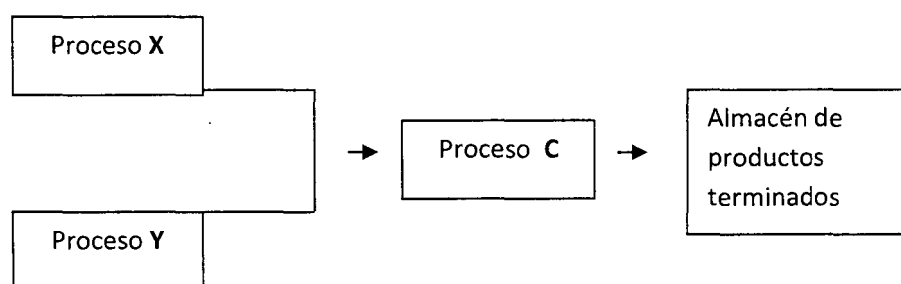 Proceso X
Proceso Y
Proceso C
Almacén de
productos
terminados